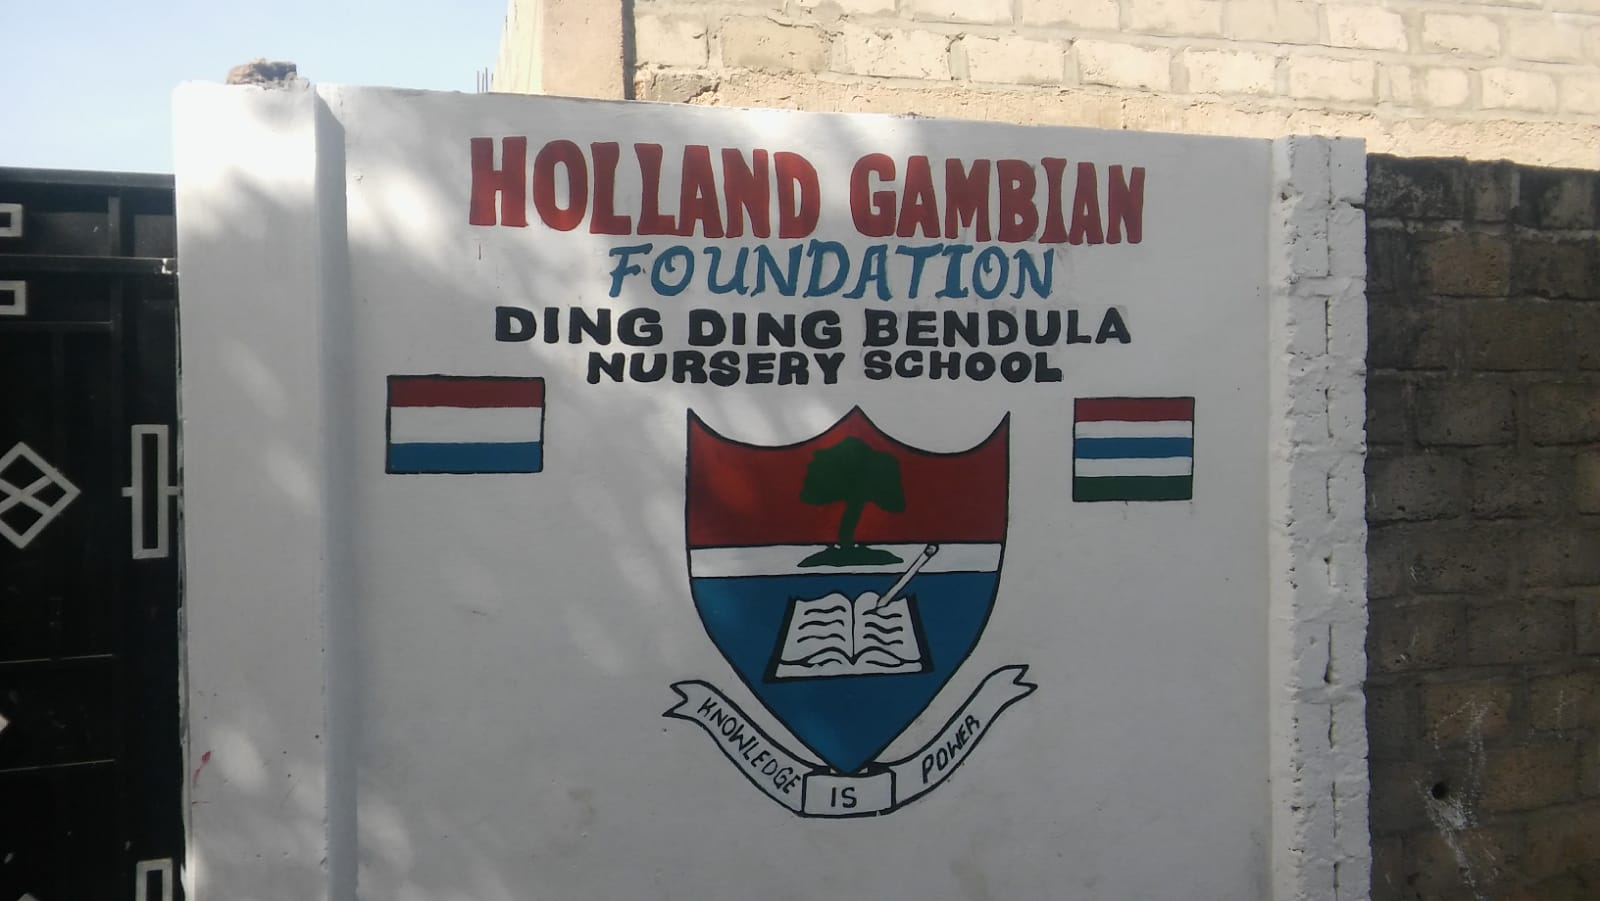 HOLLAND GAMBIAN
FOUNDATION
DING DING BENDULA
NURSERY SCHOOL
KNOWLEDGE IS POWER